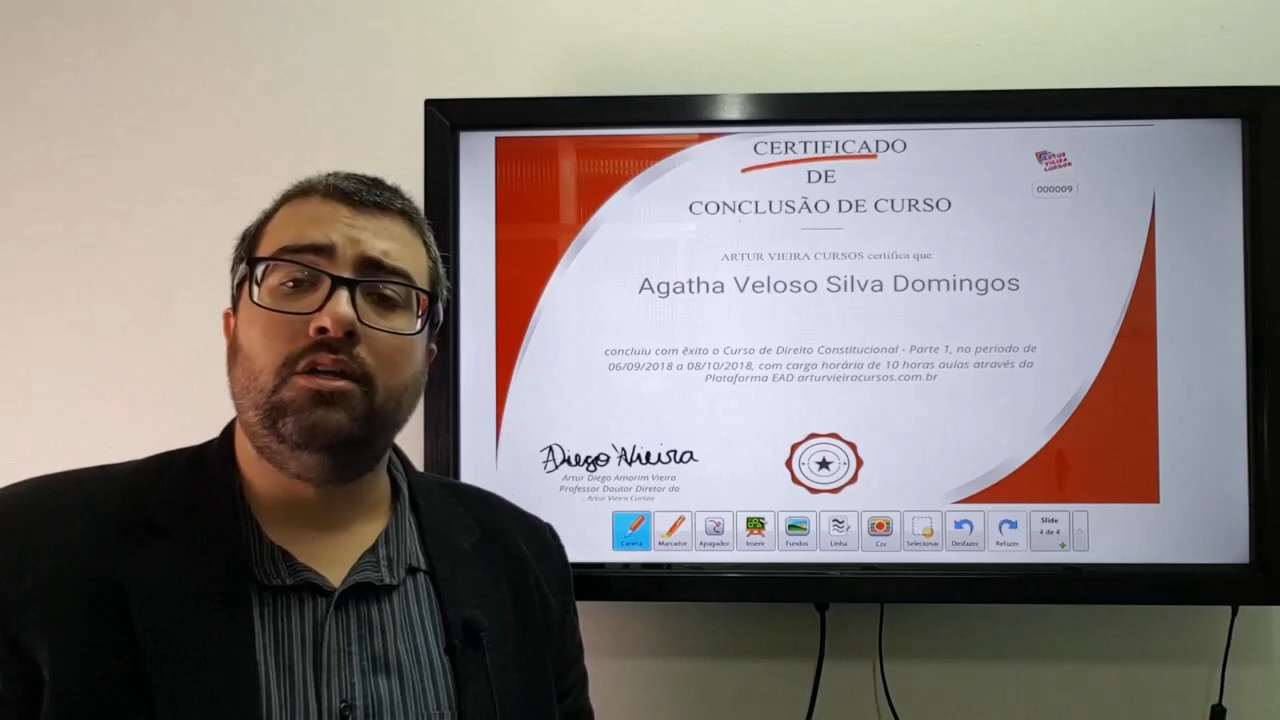 CERTIFICADO
DE
CONCLUSÃO DE CURSO
ARTUR VIEIRA CURSOS
000009
ARTUR VIEIRA CURSOS certifica que
Agatha Veloso Silva Domingos
concluiu com êxito o Curso de Direito Constitucional - Parte 1, no período de
06/09/2018 a 08/10/2018, com carga horária de 10 horas aulas através da
Plataforma EAD arturvieiracursos.com.br
Diego Vieira
Artur Diego Amorim Vieira
Professor Doutor Diretor do
Artur Vieira Cursos
Caneta Marcador Apagador Inserir Fundos Linha Cor Selecionar Desfazer Refazer Slide
4 de 4